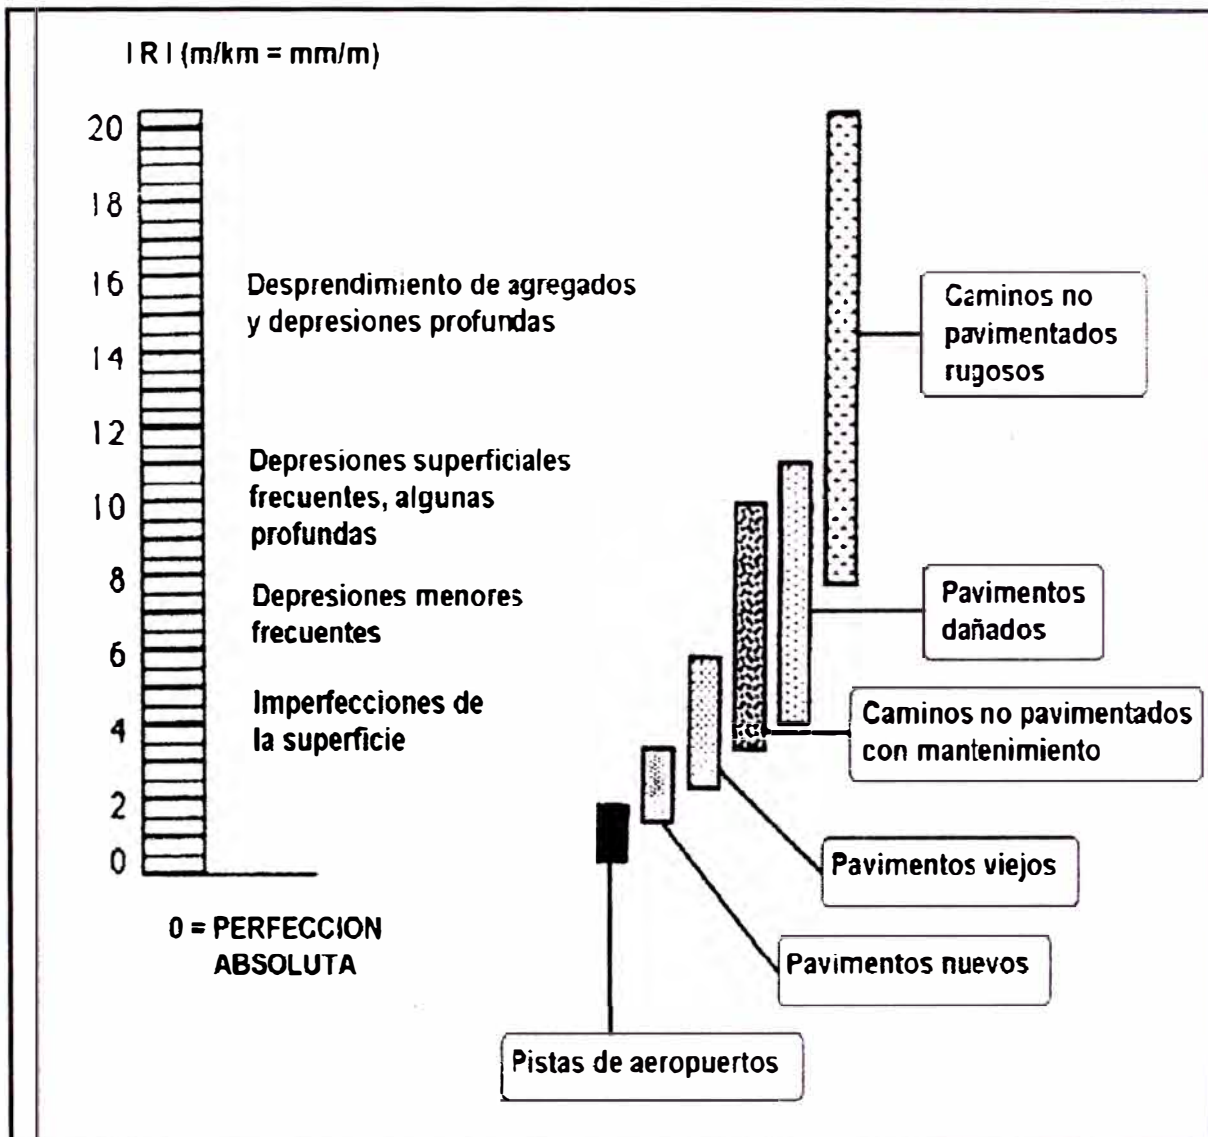 IRI (m/km = mm/m)
20
18
16
14
12
10
8
6
4
2
0
Desprendimiento de agregados
y depresiones profundas
Depresiones superficiales
frecuentes, algunas
profundas
Depresiones menores
frecuentes
Imperfecciones de
la superficie
0 = PERFECCION
ABSOLUTA
Caminos no
pavimentados
rugosos
Pavimentos
dañados
Caminos no pavimentados
con mantenimiento
Pavimentos viejos
Pavimentos nuevos
Pistas de aeropuertos